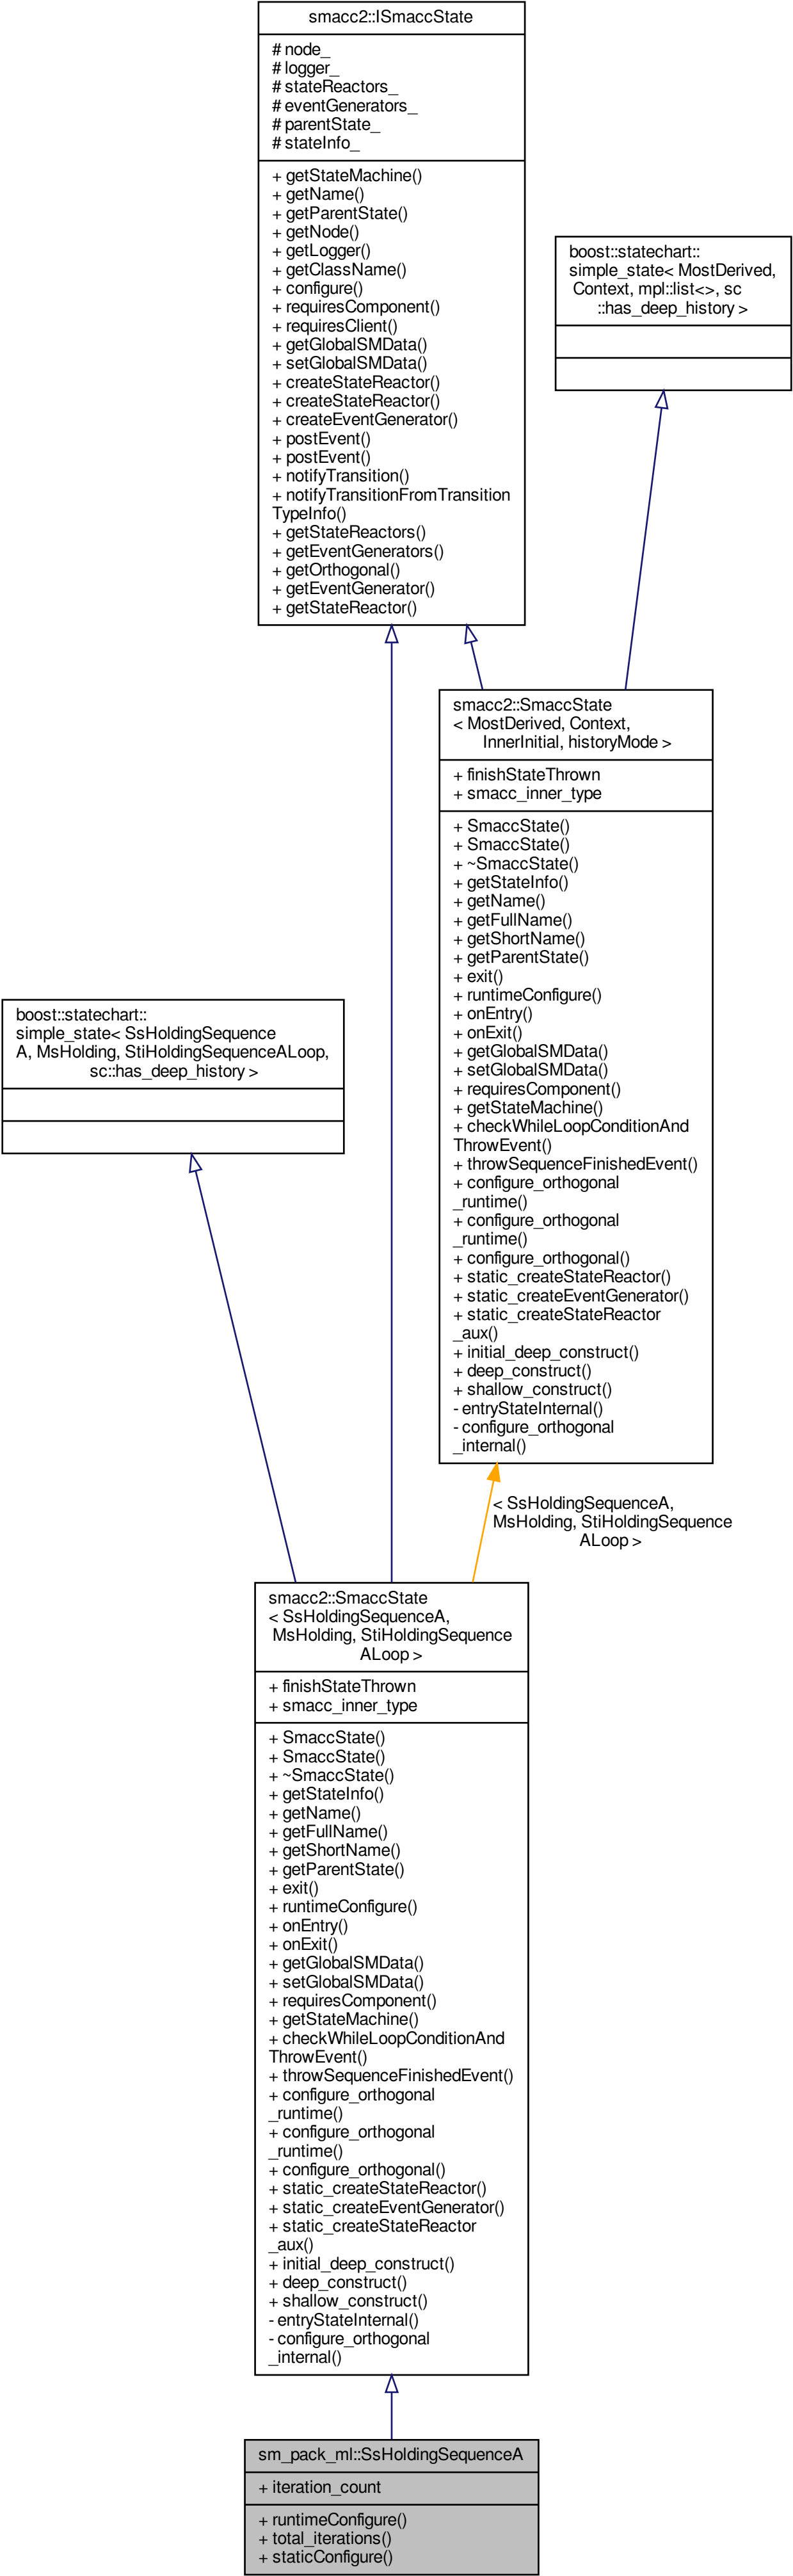 smacc2::ISmaccState
# node_
# logger_
# stateReactors_
# eventGenerators_
# parentState_
# stateInfo_
+ getStateMachine()
+ getName()
+ getParentState()
+ getNode()
+ getLogger()
+ getClassName()
+ configure()
+ requiresComponent()
+ requiresClient()
+ getGlobalSMData()
+ setGlobalSMData()
+ createStateReactor()
+ createStateReactor()
+ createEventGenerator()
+ postEvent()
+ postEvent()
+ notifyTransition()
+ notifyTransitionFromTransition
TypeInfo()
+ getStateReactors()
+ getEventGenerators()
+ getOrthogonal()
+ getEventGenerator()
+ getStateReactor()
boost::statechart::
simple_state< MostDerived,
Context, mpl::list<>, sc
::has_deep_history >
smacc2::SmaccState
< MostDerived, Context,
InnerInitial, historyMode >
+ finishStateThrown
+ smacc_inner_type
+ SmaccState()
+ SmaccState()
+ ~SmaccState()
+ getStateInfo()
+ getName()
+ getFullName()
+ getShortName()
+ getParentState()
+ exit()
+ runtimeConfigure()
+ onEntry()
+ onExit()
+ getGlobalSMData()
+ setGlobalSMData()
+ requiresComponent()
+ getStateMachine()
+ checkWhileLoopConditionAnd
ThrowEvent()
+ throwSequenceFinishedEvent()
+ configure_orthogonal
_runtime()
+ configure_orthogonal
_runtime()
+ configure_orthogonal()
+ static_createStateReactor()
+ static_createEventGenerator()
+ static_createStateReactor
_aux()
+ initial_deep_construct()
+ deep_construct()
+ shallow_construct()
- entryStateInternal()
- configure_orthogonal
_internal()
boost::statechart::
simple_state< SsHoldingSequence
A, MsHolding, StiHoldingSequenceALoop,
sc::has_deep_history >
< SsHoldingSequenceA,
MsHolding, StiHoldingSequence
ALoop >
smacc2::SmaccState
< SsHoldingSequenceA,
MsHolding, StiHoldingSequence
ALoop >
+ finishStateThrown
+ smacc_inner_type
+ SmaccState()
+ SmaccState()
+ ~SmaccState()
+ getStateInfo()
+ getName()
+ getFullName()
+ getShortName()
+ getParentState()
+ exit()
+ runtimeConfigure()
+ onEntry()
+ onExit()
+ getGlobalSMData()
+ setGlobalSMData()
+ requiresComponent()
+ getStateMachine()
+ checkWhileLoopConditionAnd
ThrowEvent()
+ throwSequenceFinishedEvent()
+ configure_orthogonal
_runtime()
+ configure_orthogonal
_runtime()
+ configure_orthogonal()
+ static_createStateReactor()
+ static_createEventGenerator()
+ static_createStateReactor
_aux()
+ initial_deep_construct()
+ deep_construct()
+ shallow_construct()
- entryStateInternal()
- configure_orthogonal
_internal()
sm_pack_ml::SsHoldingSequenceA
+ iteration_count
+ runtimeConfigure()
+ total_iterations()
+ staticConfigure()